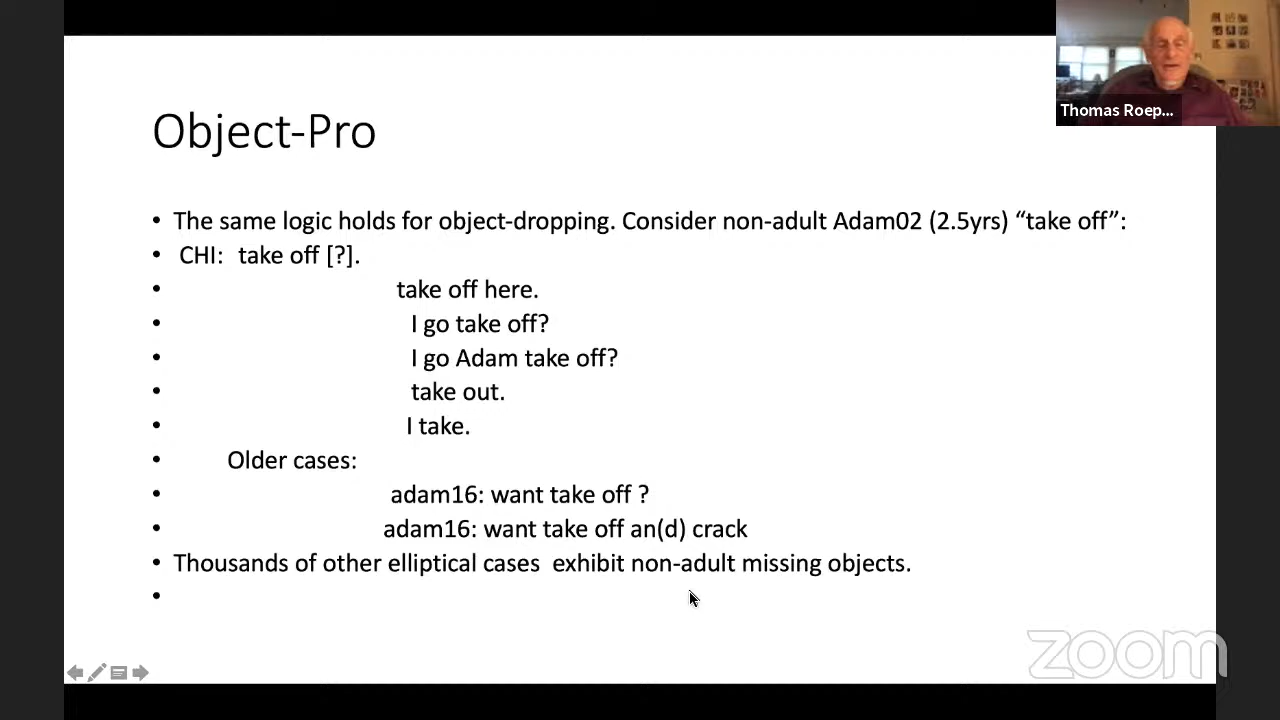 Thomas Roep...
Object-Pro
• The same logic holds for object-dropping. Consider non-adult Adam02 (2.5yrs) “take off”:
• CHI: take off [?].
• take off here.
• I go take off?
• I go Adam take off?
• take out.
• I take.
• Older cases:
• adam16: want take off ?
• adam16: want take off an(d) crack
• Thousands of other elliptical cases exhibit non-adult missing objects.
•
zoom